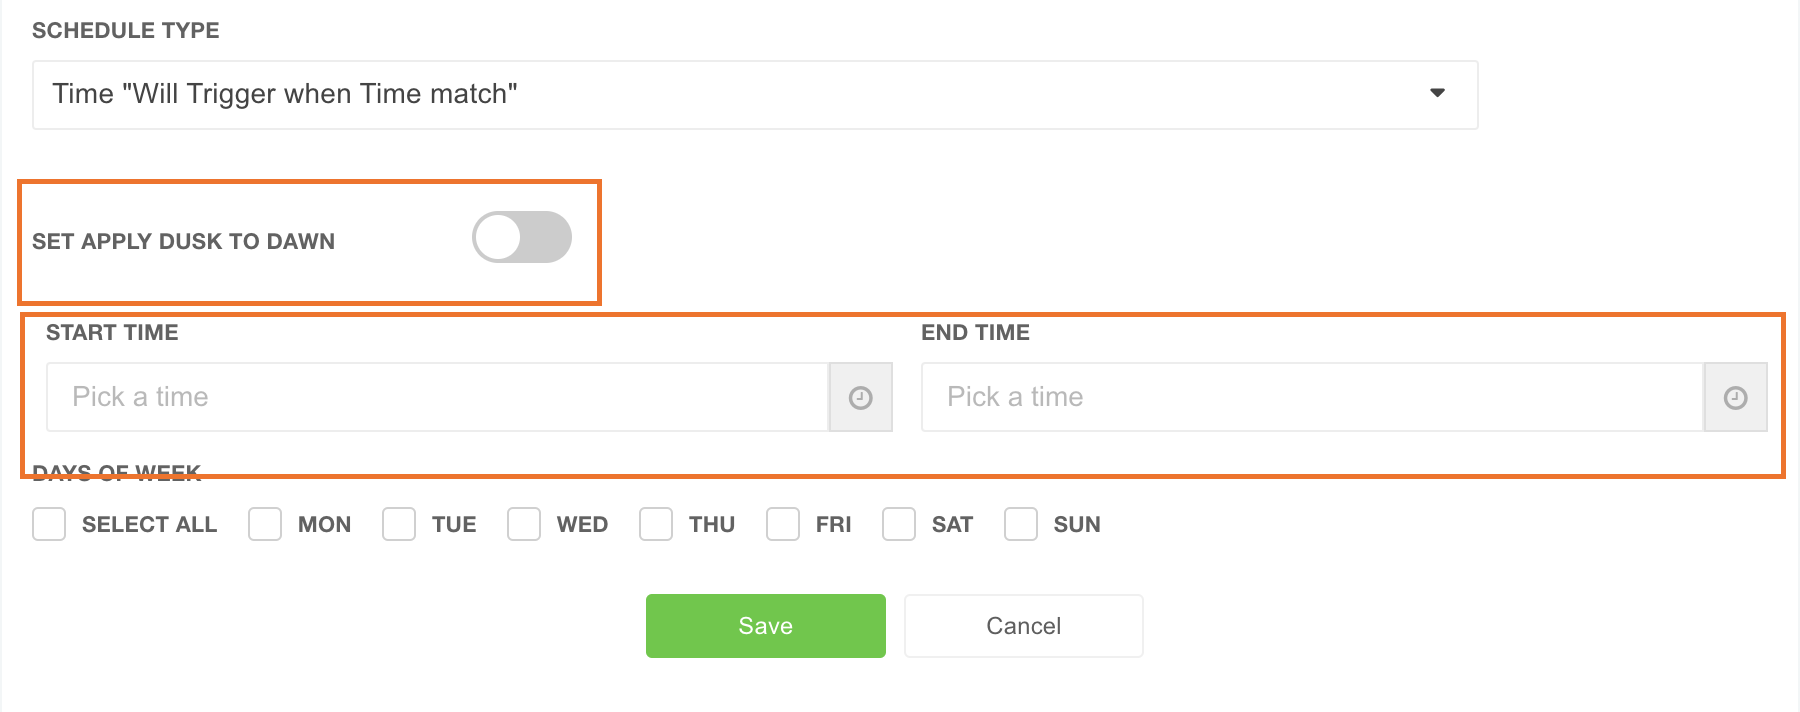 SCHEDULE TYPE
Time "Will Trigger when Time match"
SET APPLY DUSK TO DAWN
START TIME END TIME
Pick a time Pick a time
DAYS OF WEEK
SELECT ALL MON TUE WED THU FRI SAT SUN
Save Cancel